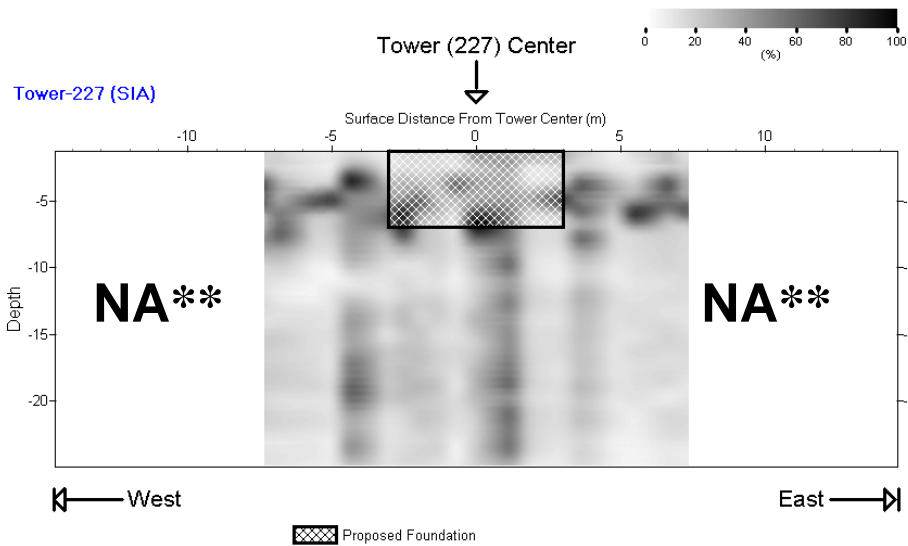 0 20 40 60 80 100
(%)
Tower (227) Center
Tower-227 (SIA)
Surface Distance From Tower Center (m)
-10 -5 0 5 10
-5
-10
-15
-20
Depth
NA** NA**
West East
Proposed Foundation